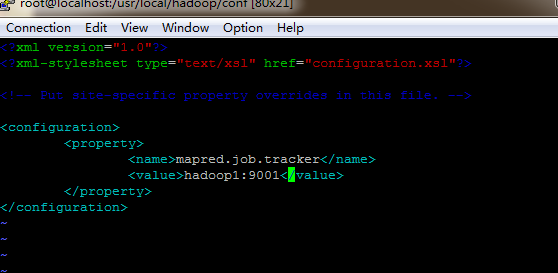 root@localhost:/usr/local/hadoop/conf [80x21]
Connection Edit View Window Option Help
<?xml version="1.0"?>
<?xml-stylesheet type="text/xsl" href="configuration.xsl"?>
<!-- Put site-specific property overrides in this file. -->
<configuration>
<property>
<name>mapred.job.tracker</name>
<value>hadoop1:9001</value>
</property>
</configuration>
~
~
~
~